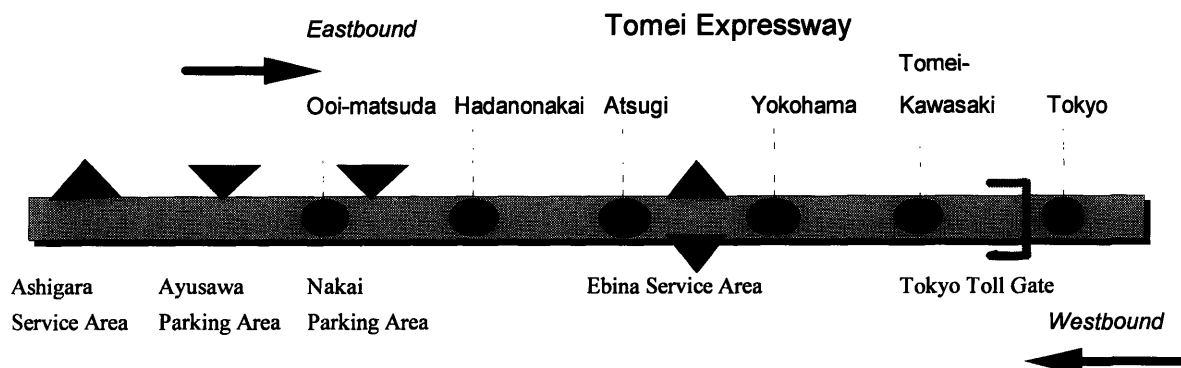 Eastbound
Tomei Expressway
Tomei-
Ooi-matsuda Hadanonakai Atsugi Yokohama Kawasaki Tokyo
Ashigara Ayusawa Nakai Ebina Service Area Tokyo Toll Gate
Service Area Parking Area Parking Area
Westbound